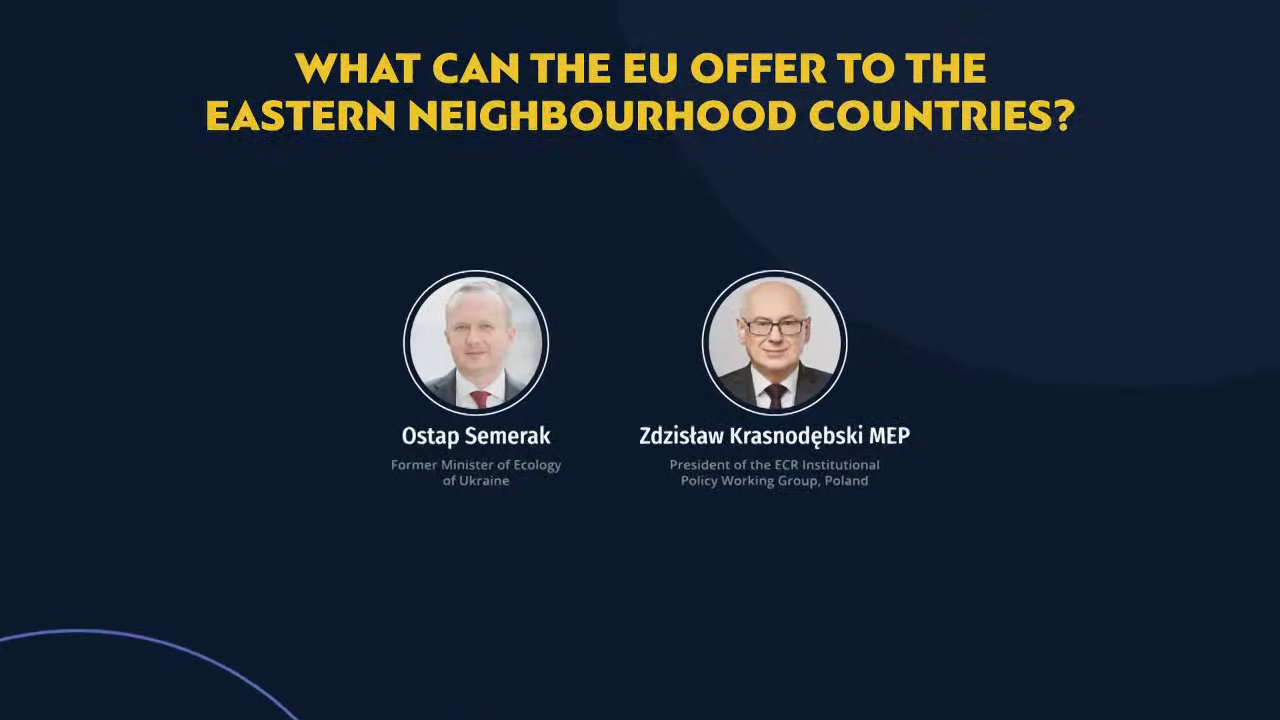 WHAT CAN THE EU OFFER TO THE
EASTERN NEIGHBOURHOOD COUNTRIES?
Ostap Semerak
Former Minister of Ecology
of Ukraine
Zdzisław Krasnodębski MEP
President of the ECR Institutional
Policy Working Group, Poland